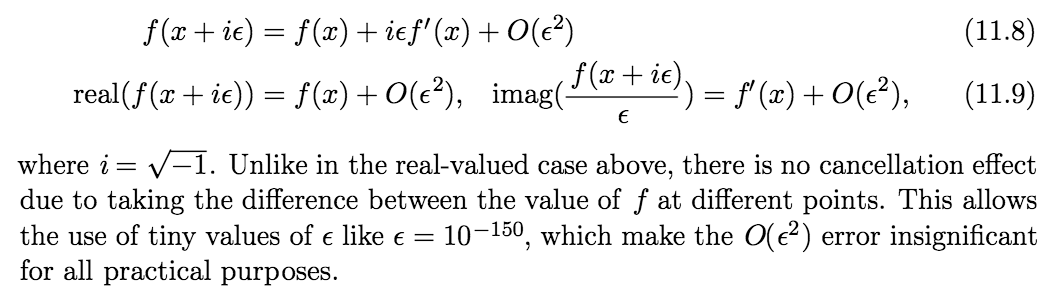 f(x + iϵ) = f(x) + iϵf′(x) + O(ϵ²) (11.8)
real(f(x + iϵ)) = f(x) + O(ϵ²), imag(f(x + iϵ)/ϵ) = f′(x) + O(ϵ²), (11.9)
where i = √−1. Unlike in the real-valued case above, there is no cancellation effect
due to taking the difference between the value of f at different points. This allows
the use of tiny values of ϵ like ϵ = 10⁻¹⁵⁰, which make the O(ϵ²) error insignificant
for all practical purposes.